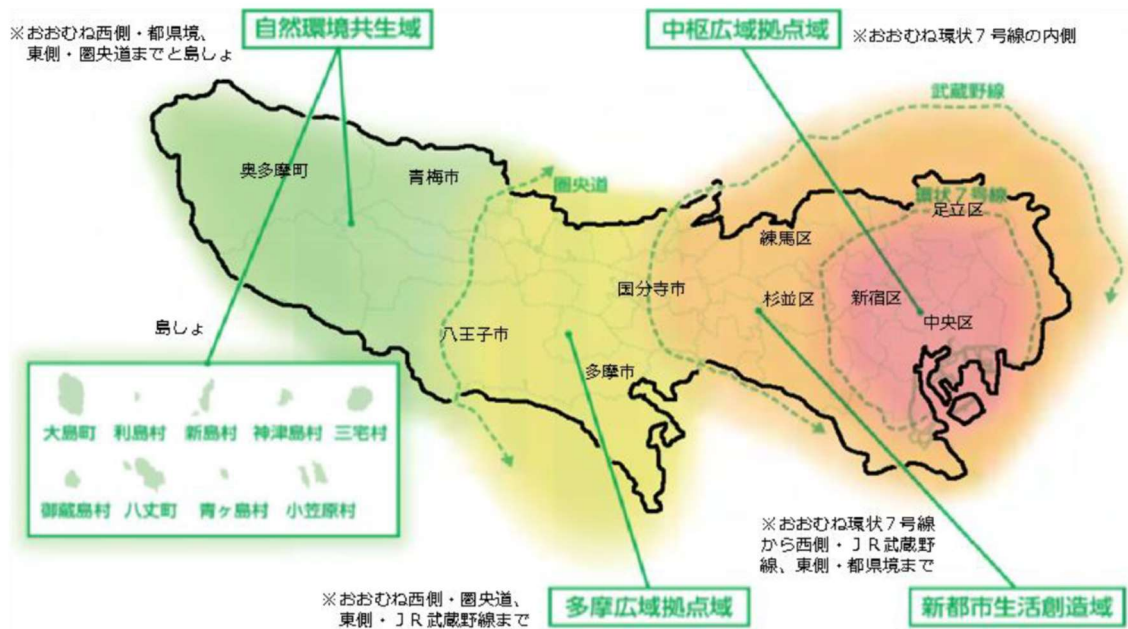 ※おおむね西側・都県境、
東側・圏央道までと島しょ
自然環境共生域
中枢広域拠点域
※おおむね環状７号線の内側
武蔵野線
奥多摩町
青梅市
圏央道
環状７号線
足立区
練馬区
国分寺市
杉並区
新宿区
中央区
島しょ
八王子市
多摩市
大島町
利島村
新島村
神津島村
三宅村
御蔵島村
八丈町
青ヶ島村
小笠原村
※おおむね環状７号線
から西側・ＪＲ武蔵野
線、東側・都県境まで
※おおむね西側・圏央道、
東側・ＪＲ武蔵野線まで
多摩広域拠点域
新都市生活創造域